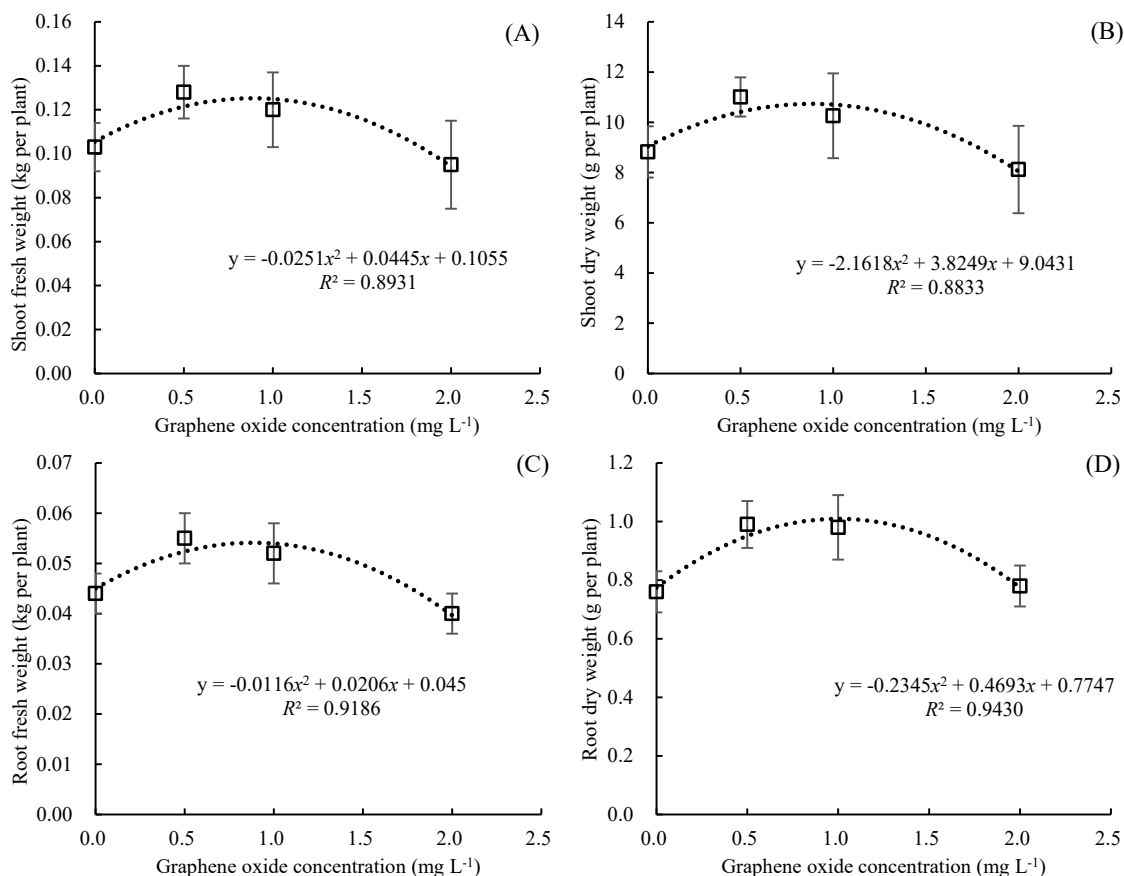 (A)
Shoot fresh weight (kg per plant)
0.16
0.14
0.12
0.10
0.08
0.06
0.04
0.02
0.00
y = -0.0251x² + 0.0445x + 0.1055
R² = 0.8931
0.0 0.5 1.0 1.5 2.0 2.5
Graphene oxide concentration (mg L⁻¹)
(B)
Shoot dry weight (g per plant)
14
12
10
8
6
4
2
0
y = -2.1618x² + 3.8249x + 9.0431
R² = 0.8833
0.0 0.5 1.0 1.5 2.0 2.5
Graphene oxide concentration (mg L⁻¹)
(C)
Root fresh weight (kg per plant)
0.07
0.06
0.05
0.04
0.03
0.02
0.01
0.00
y = -0.0116x² + 0.0206x + 0.045
R² = 0.9186
0.0 0.5 1.0 1.5 2.0 2.5
Graphene oxide concentration (mg L⁻¹)
(D)
Root dry weight (g per plant)
1.2
1.0
0.8
0.6
0.4
0.2
0.0
y = -0.2345x² + 0.4693x + 0.7747
R² = 0.9430
0.0 0.5 1.0 1.5 2.0 2.5
Graphene oxide concentration (mg L⁻¹)